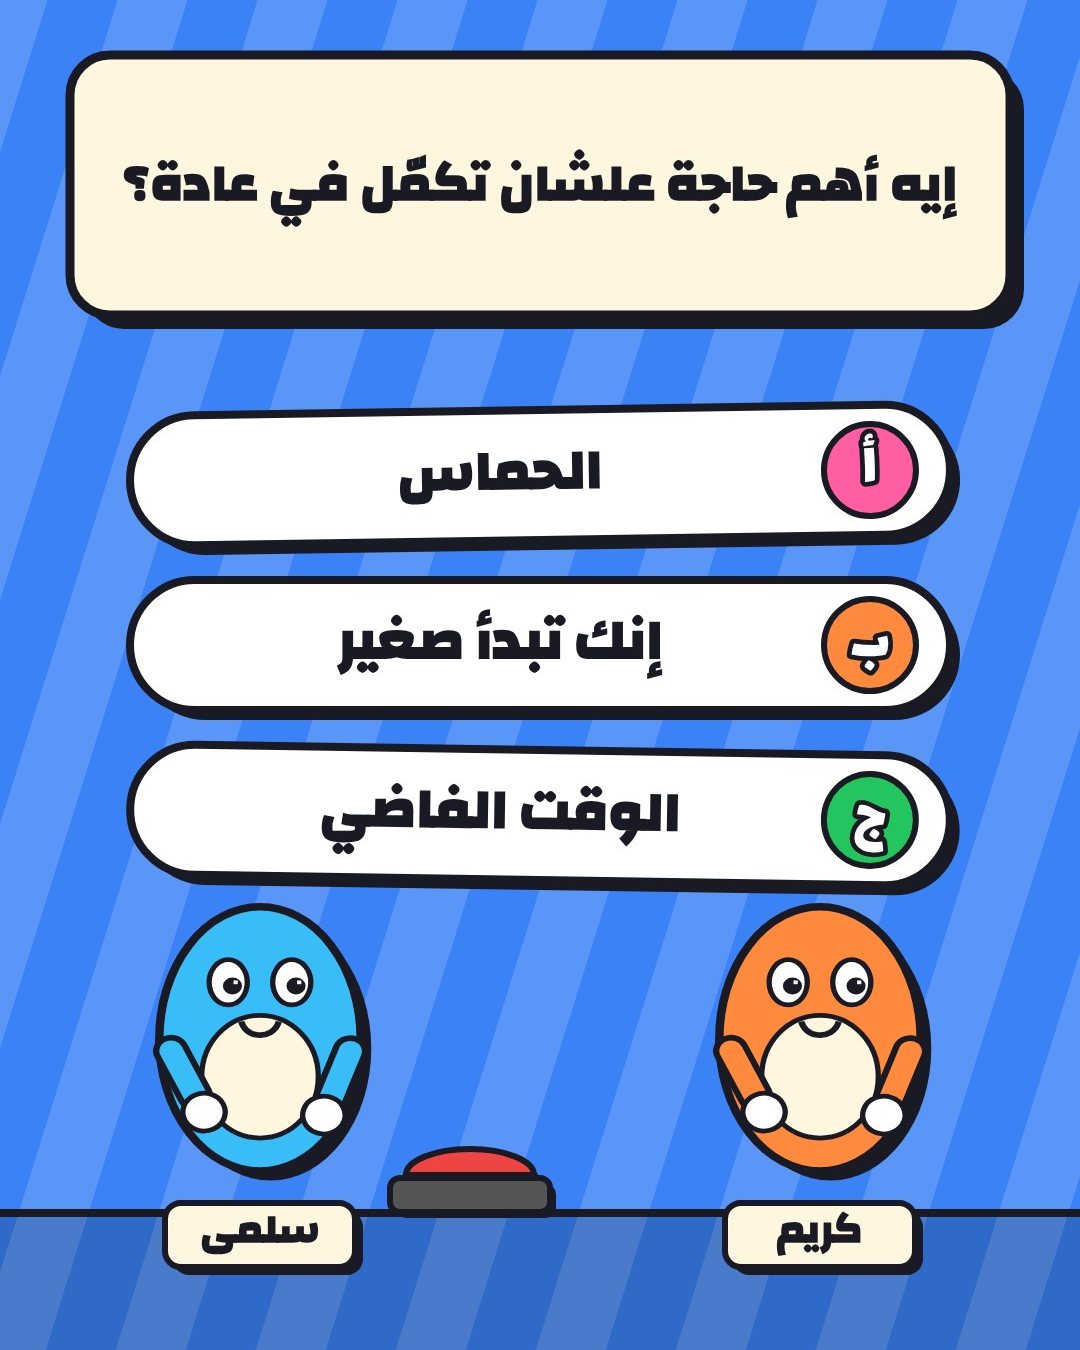 إيه أهم حاجة علشان تكمّل في عادة؟
أ
الحماس
ب
إنك تبدأ صغير
ج
الوقت الفاضي
كريم
سلمى